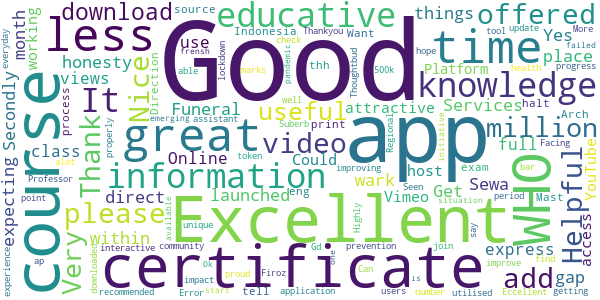 Good
app
Excellent
course
certificate
great
WHO
time
less
information
knowledge
educative
video
useful
Helpful
million
offered
please
Nice
Thank
It
Very
add
download
things
Yes
place
full
attractive
Funeral
Services
honesty
views
class
direct
within
expecting
Secondly
month
working
use
Online
print
Could
launched
Get
Sewa
Vimeo
host
express
gap
access
YouTube
Platform
halt
Arch
exam
wark
leng
tell
source
Indonesia
Thankyou
Want
check
update
tool
More
failed
health
progress
everyday
lockdown
pandemic
hope
able
frensh
marks
thh
500k
Thoughtbud
Direction
process
properly
emerging
assistant
well
Suberb
token
improving
Regional
initiative
Facing
bar
Professor
alot
point
experience
ap
downloaded
interactive
available
unique
community
Highly
Seen
period
Mast
situation
join
prevention
Gd
ok
impact
proud
Firoz
one
Can
is
say
improve
find
users
number
utilised
Excellent
getting
recommended
Error
start
application